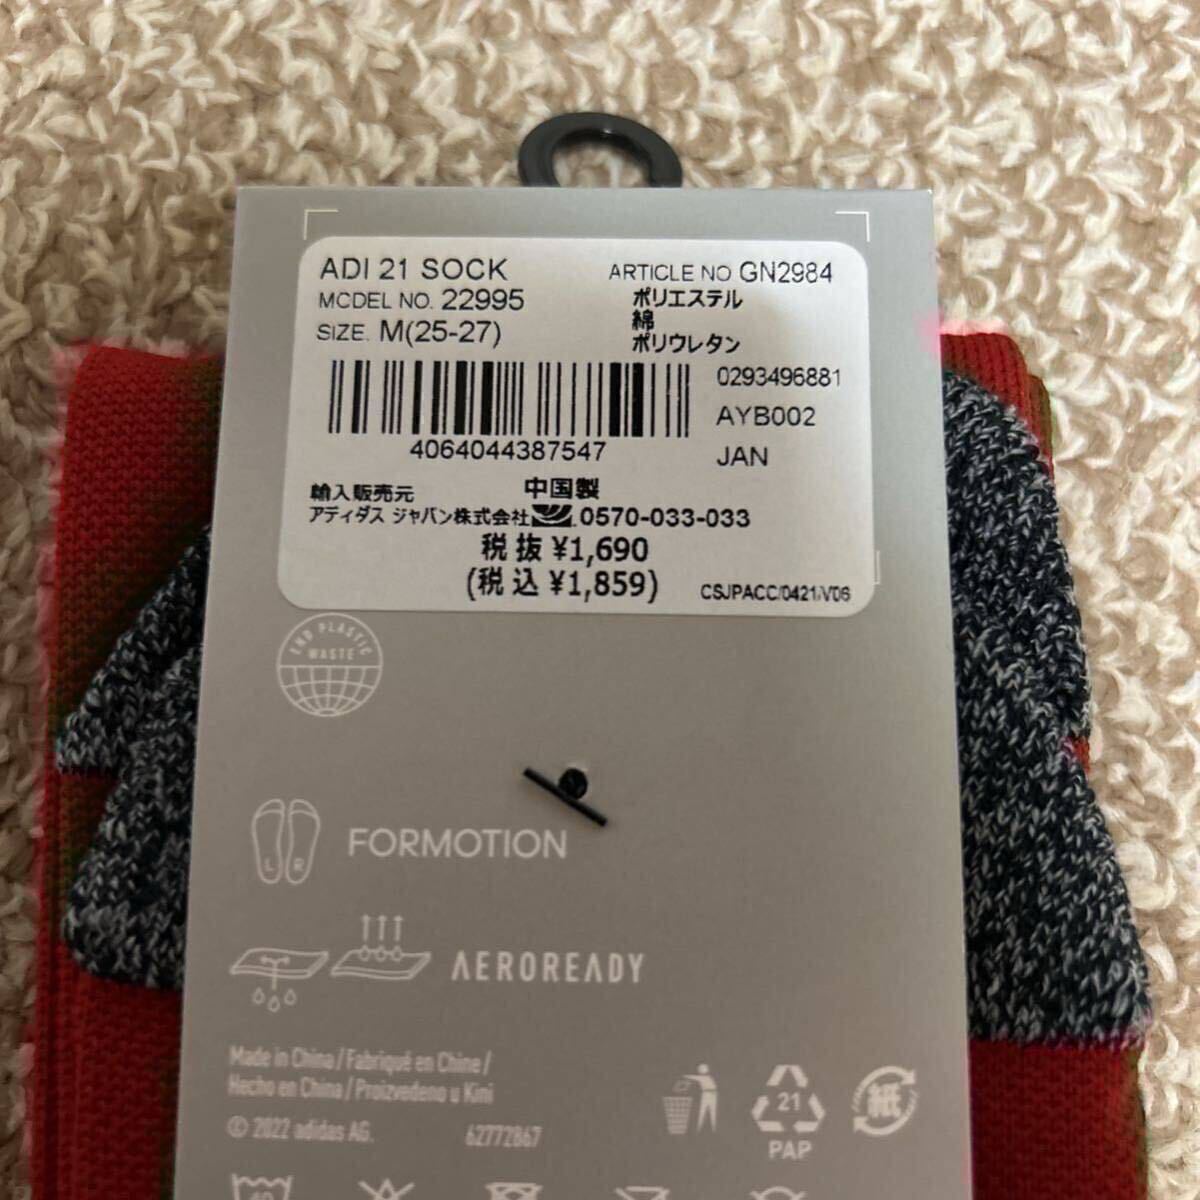 ADI 21 SOCK
ARTICLE NO GN2984
MODEL NO. 22995
ポリエステル
綿
SIZE. M(25-27)
ポリウレタン
0293496881
AYB002
4064044387547
JAN
輸入販売元
中国製
アディダス ジャパン株式会社 0570-033-033
税抜 ¥1,690
(税込 ¥1,859)
CSJPACC/0421/V06
END PLASTIC
WASTE
L R
FORMOTION
AEROREADY
Made in China / Fabriqué en Chine /
Hecho en China / Proizvedeno u Kini
© 2022 adidas AG.
62772867
21
PAP
紙
40